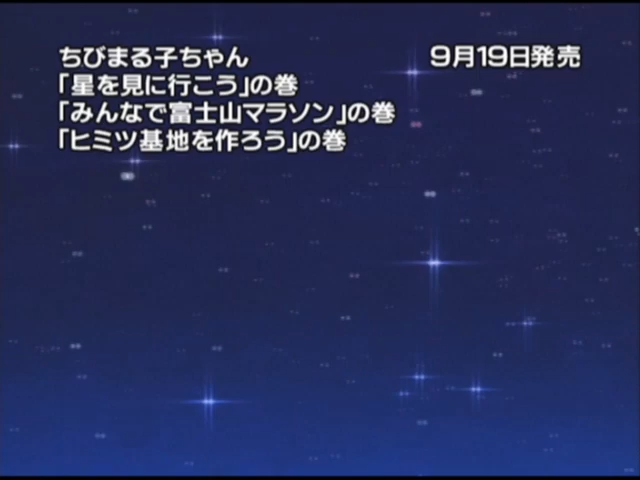 ちびまる子ちゃん 9月19日発売
「星を見に行こう」の巻
「みんなで富士山マラソン」の巻
「ヒミツ基地を作ろう」の巻